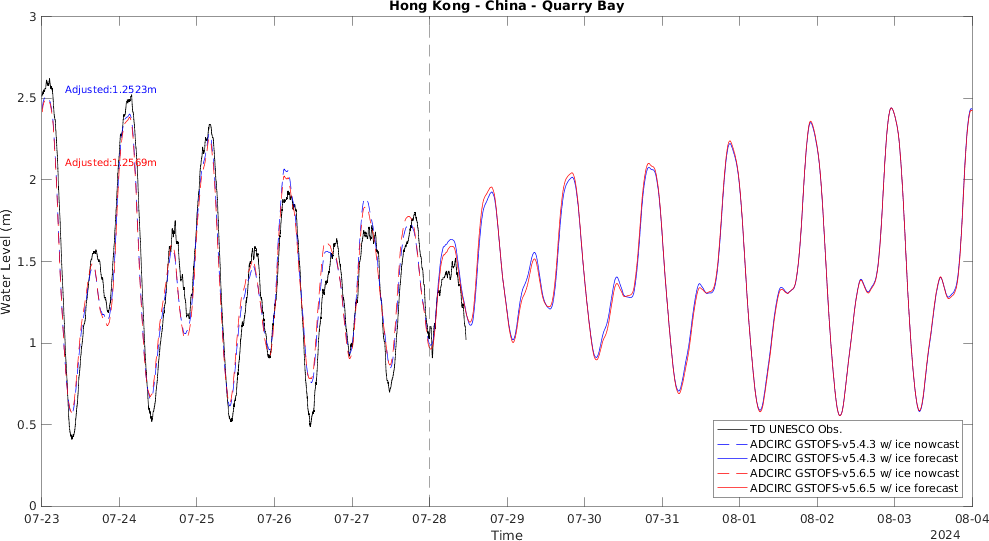 Hong Kong - China - Quarry Bay
3
2.5
2
1.5
1
0.5
0
Water Level (m)
Adjusted:1.2523m
Adjusted:1.2569m
TD UNESCO Obs.
ADCIRC GSTOFS-v5.4.3 w/ ice nowcast
ADCIRC GSTOFS-v5.4.3 w/ ice forecast
ADCIRC GSTOFS-v5.6.5 w/ ice nowcast
ADCIRC GSTOFS-v5.6.5 w/ ice forecast
07-23 07-24 07-25 07-26 07-27 07-28 07-29 07-30 07-31 08-01 08-02 08-03 08-04
Time
2024